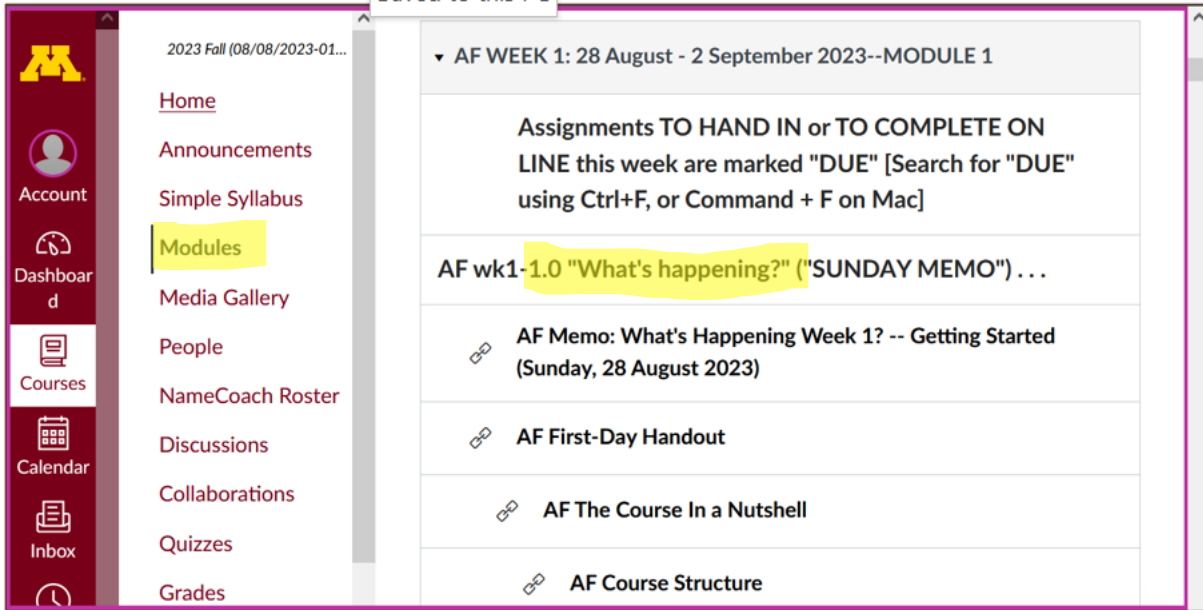 M
Account
Dashboar
d
Courses
Calendar
Inbox
2023 Fall (08/08/2023-01...
Home
Announcements
Simple Syllabus
Modules
Media Gallery
People
NameCoach Roster
Discussions
Collaborations
Quizzes
Grades
AF WEEK 1: 28 August - 2 September 2023--MODULE 1
Assignments TO HAND IN or TO COMPLETE ON
LINE this week are marked "DUE" [Search for "DUE"
using Ctrl+F, or Command + F on Mac]
AF wk1-1.0 "What's happening?" ("SUNDAY MEMO") . . .
AF Memo: What's Happening Week 1? -- Getting Started
(Sunday, 28 August 2023)
AF First-Day Handout
AF The Course In a Nutshell
AF Course Structure